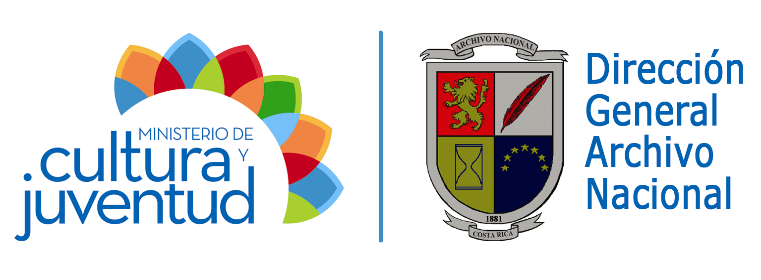 MINISTERIO DE
cultura y
juventud
ARCHIVO NACIONAL
1881
COSTA RICA
Dirección
General
Archivo
Nacional